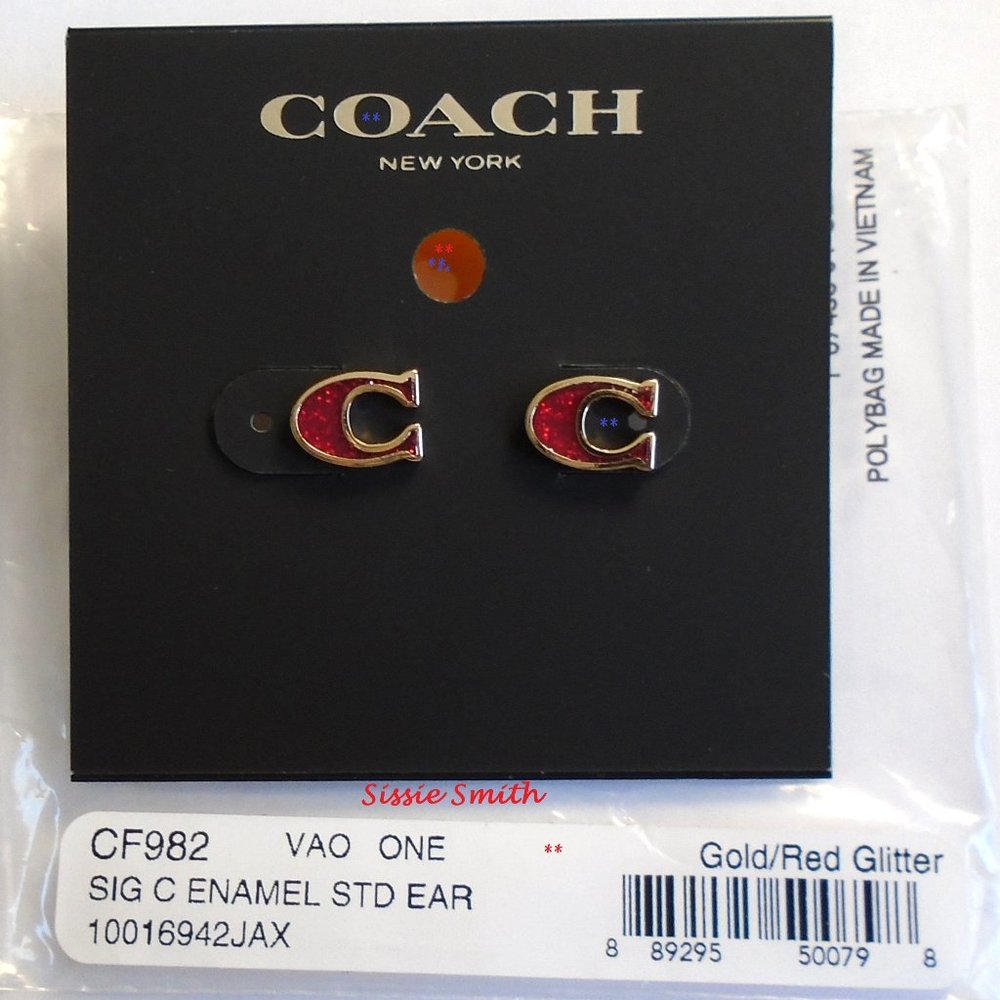 COACH
NEW YORK
POLYBAG MADE IN VIETNAM
Sissie Smith
CF982 VAO ONE ** Gold/Red Glitter
SIG C ENAMEL STD EAR
10016942JAX
8 89295 50079 8